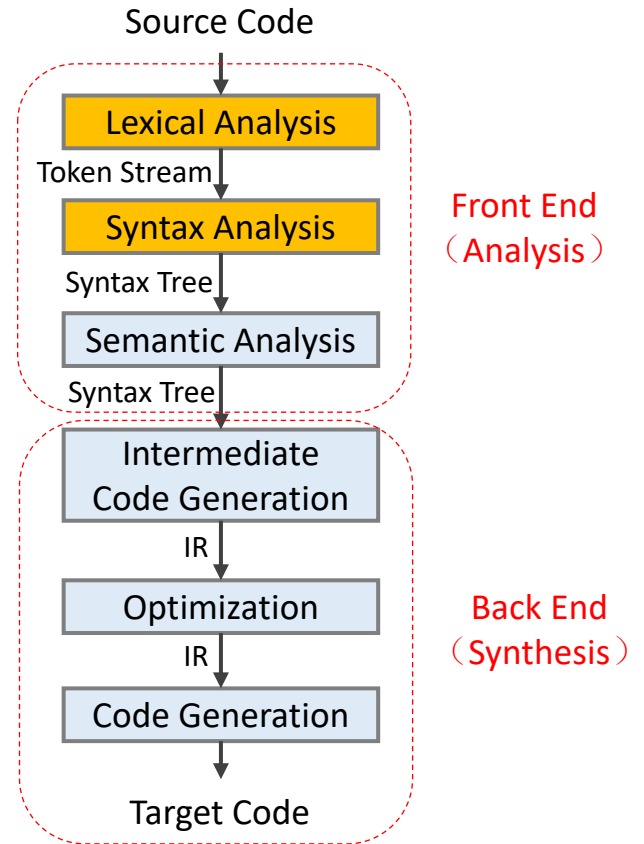 Source Code
Lexical Analysis
Token Stream
Syntax Analysis
Syntax Tree
Semantic Analysis
Syntax Tree
Front End
（Analysis）
Intermediate
Code Generation
IR
Optimization
IR
Code Generation
Target Code
Back End
（Synthesis）